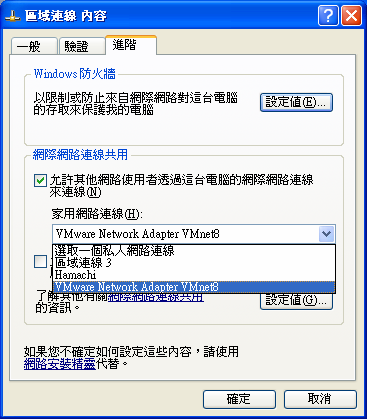 區域連線 內容
一般
驗證
進階
Windows 防火牆
以限制或防止來自網際網路對這台電腦
的存取來保護我的電腦
設定值(E)...
網際網路連線共用
允許其他網路使用者透過這台電腦的網際網路連線
來連線(N)
家用網路連線(H):
VMware Network Adapter VMnet8
選取一個私人網路連線
區域連線 3
Hamachi
VMware Network Adapter VMnet8
了解其他有關網際網路連線共用
的資訊。
設定值(G)...
如果您不確定如何設定這些內容，請使用
網路安裝精靈代替。
確定
取消